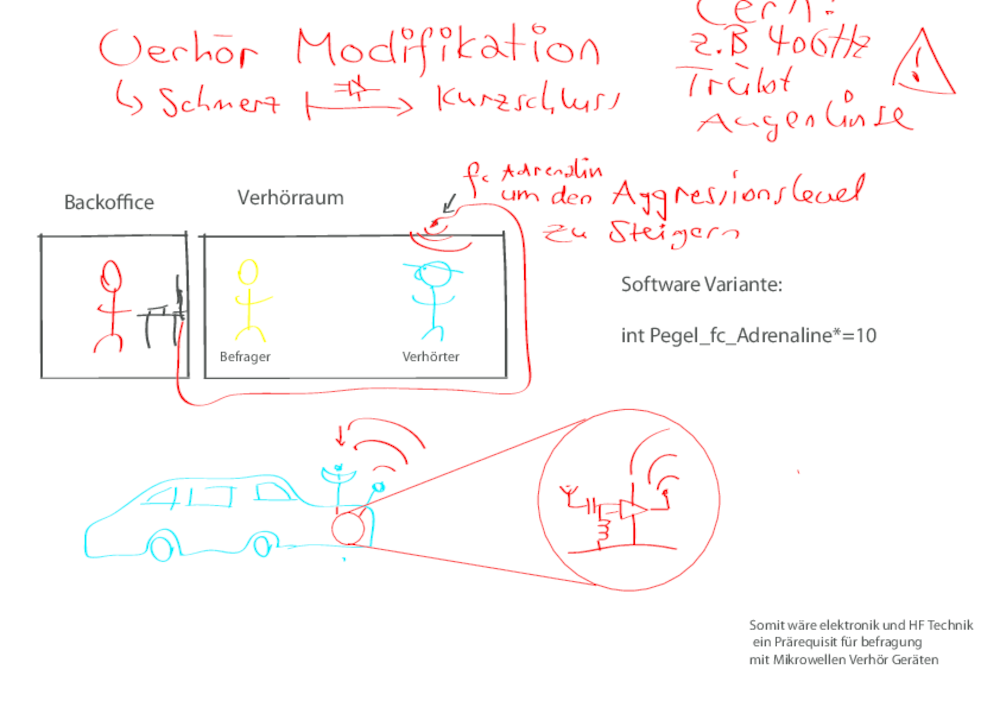 Verhör Modifikation
↳ Schmerz → Kurzschluss
Cern:
z.B 40GHz
Trübt
Augenlinse
!
fc Adrenalin
um den Aggressionslevel
zu Steigern
Backoffice
Verhörraum
Befrager
Verhörter
Software Variante:
int Pegel_fc_Adrenaline*=10
Somit wäre elektronik und HF Technik
ein Prärequisit für befragung
mit Mikrowellen Verhör Geräten